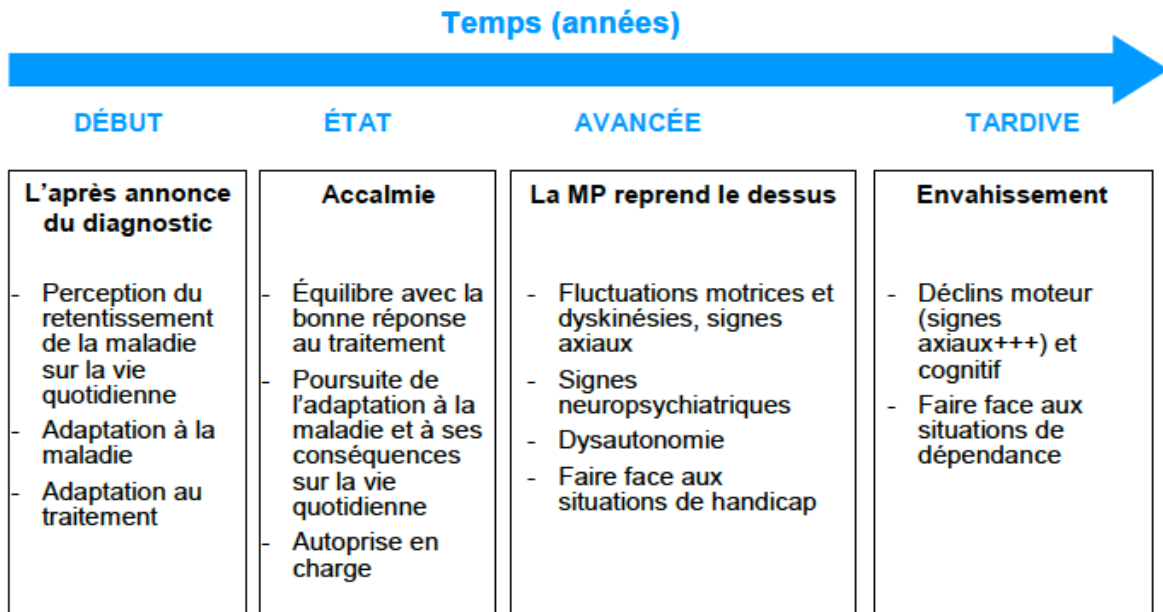 Temps (années)
DÉBUT
ÉTAT
AVANCÉE
TARDIVE
L'après annonce
du diagnostic
- Perception du
retentissement
de la maladie
sur la vie
quotidienne
- Adaptation à la
maladie
- Adaptation au
traitement
Accalmie
- Équilibre avec la
bonne réponse
au traitement
- Poursuite de
l'adaptation à la
maladie et à ses
conséquences
sur la vie
quotidienne
- Autoprise en
charge
La MP reprend le dessus
- Fluctuations motrices et
dyskinésies, signes
axiaux
- Signes
neuropsychiatriques
- Dysautonomie
- Faire face aux
situations de handicap
Envahissement
- Déclins moteur
(signes
axiaux+++) et
cognitif
- Faire face aux
situations de
dépendance